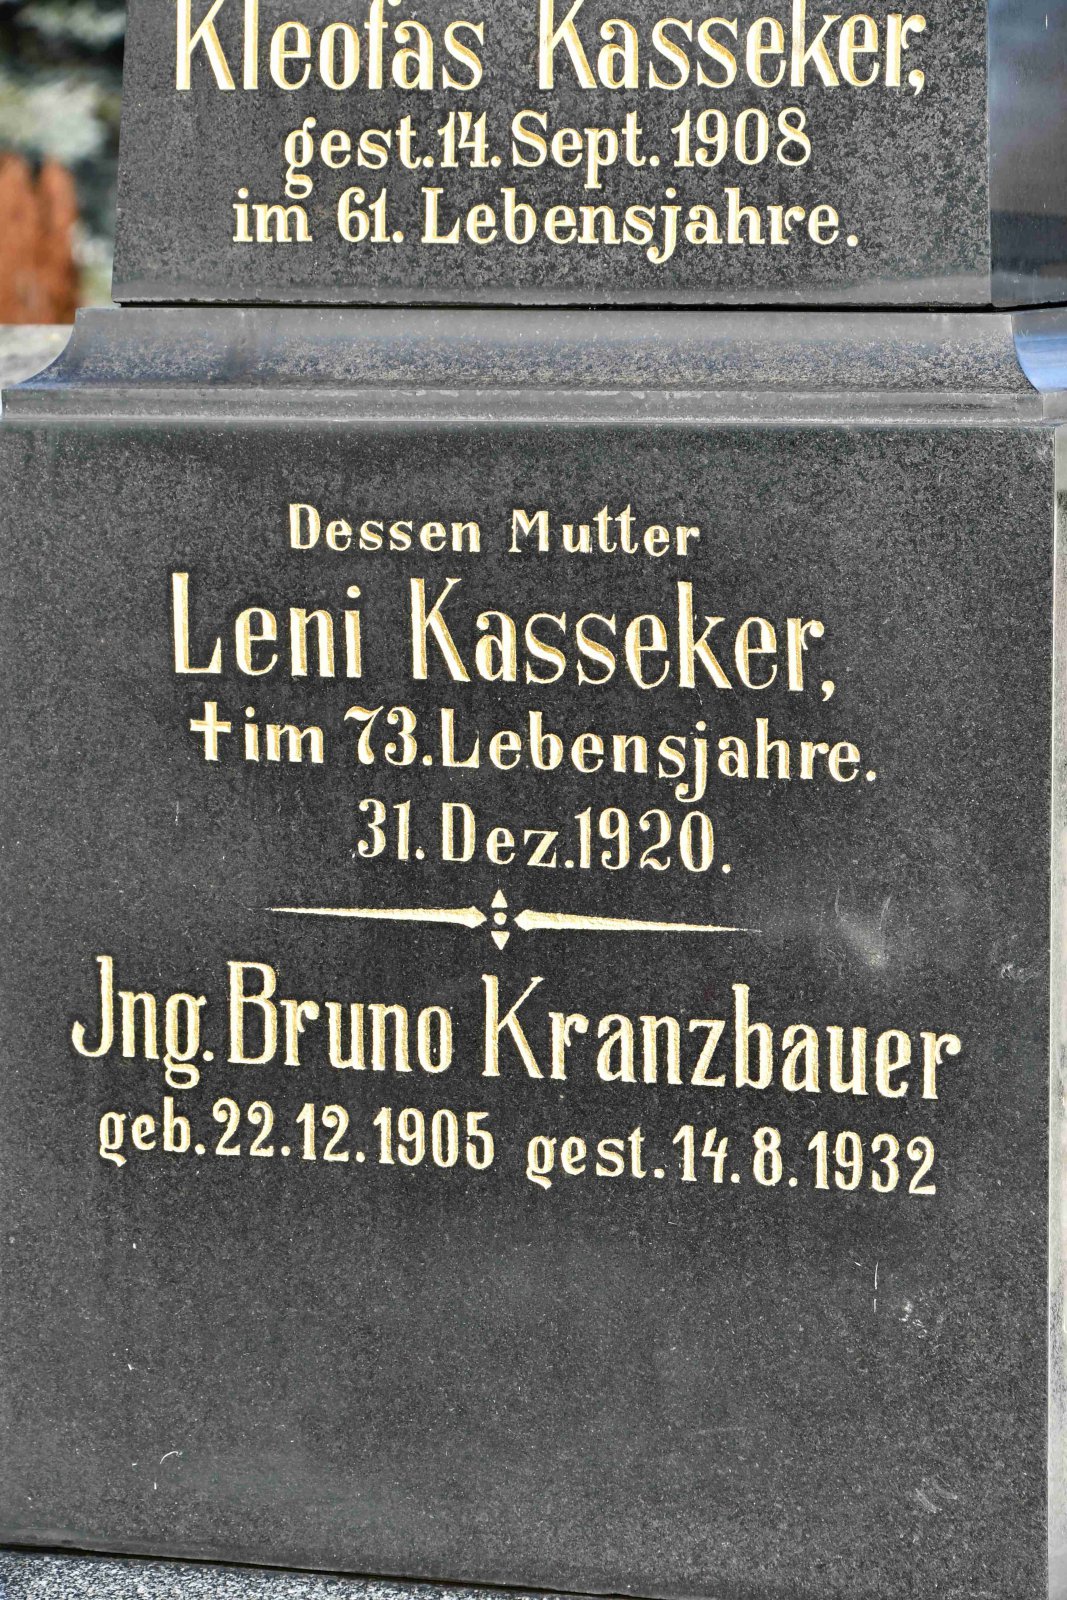 Kleofas Kasseker,
gest. 14. Sept. 1908
im 61. Lebensjahre.
Dessen Mutter
Leni Kasseker,
✝ im 73. Lebensjahre.
31. Dez. 1920.
Jng. Bruno Kranzbauer
geb. 22.12.1905 gest. 14.8.1932